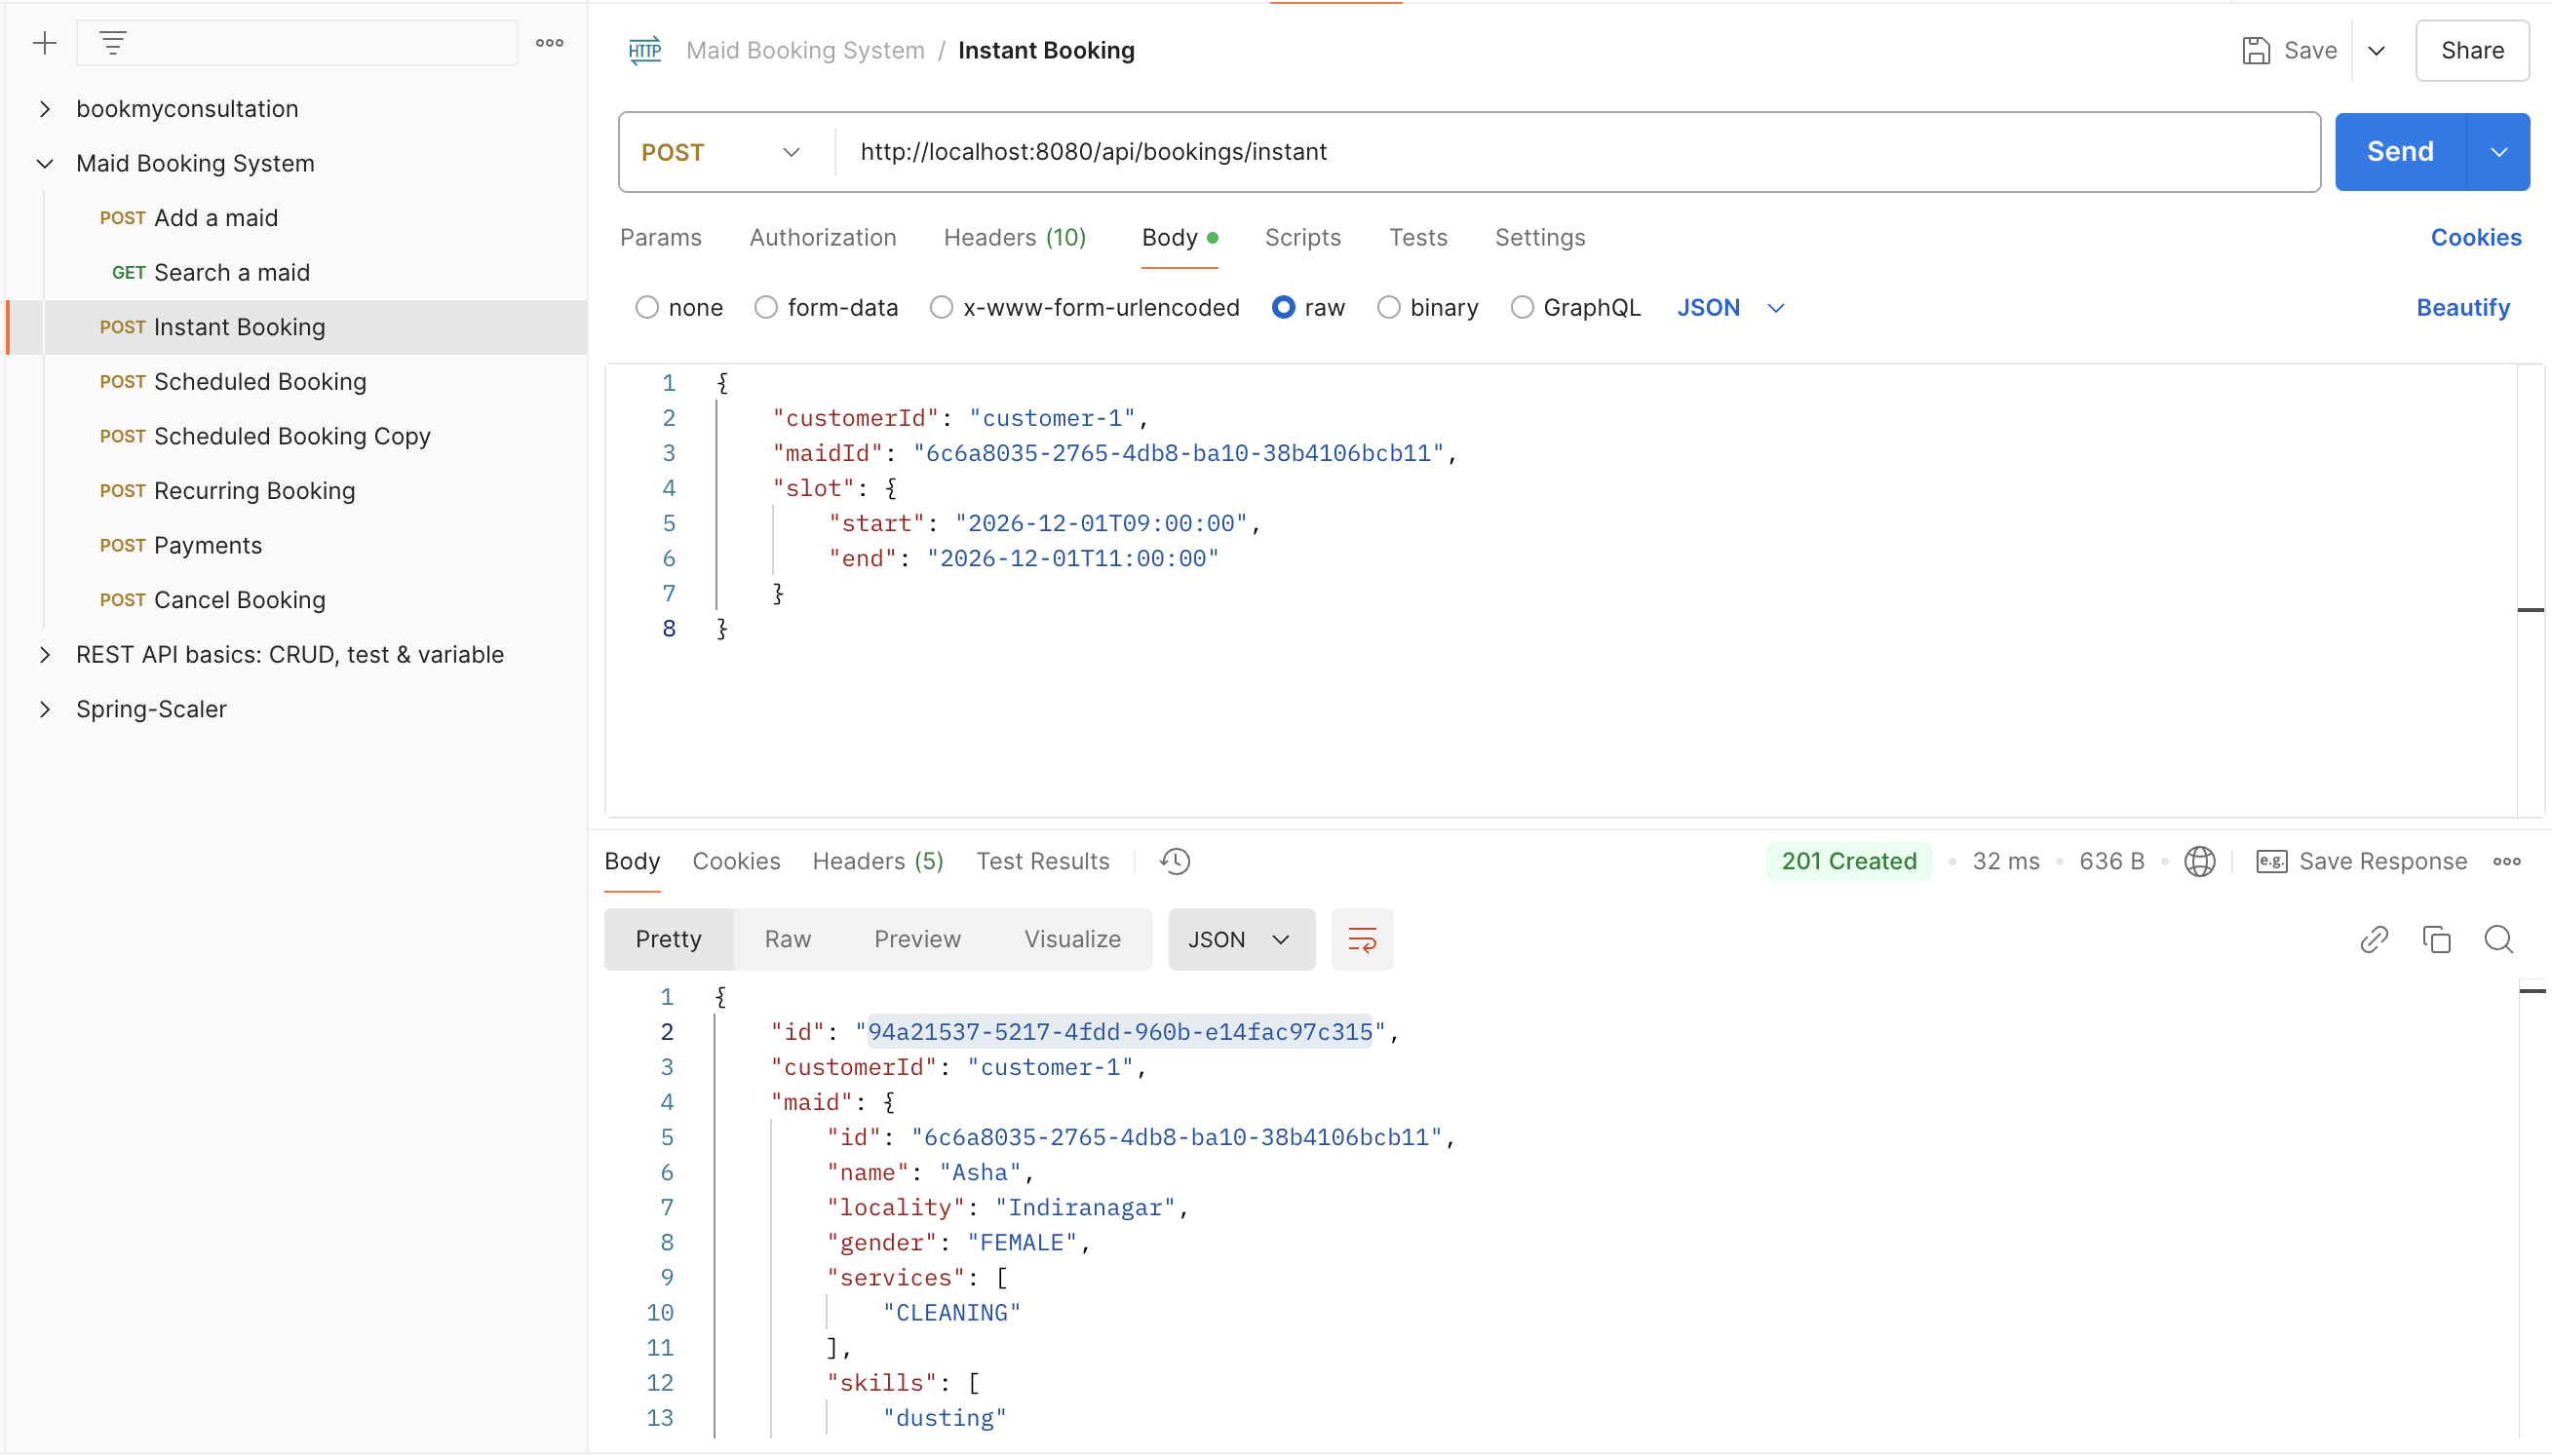 bookmyconsultation
Maid Booking System
POST Add a maid
GET Search a maid
POST Instant Booking
POST Scheduled Booking
POST Scheduled Booking Copy
POST Recurring Booking
POST Payments
POST Cancel Booking
REST API basics: CRUD, test & variable
Spring-Scaler
HTTP Maid Booking System / Instant Booking
Save
Share
POST http://localhost:8080/api/bookings/instant
Send
Params Authorization Headers (10) Body Scripts Tests Settings
Cookies
none form-data x-www-form-urlencoded raw binary GraphQL JSON
Beautify
1 {
2 "customerId": "customer-1",
3 "maidId": "6c6a8035-2765-4db8-ba10-38b4106bcb11",
4 "slot": {
5 "start": "2026-12-01T09:00:00",
6 "end": "2026-12-01T11:00:00"
7 }
8 }
Body Cookies Headers (5) Test Results
201 Created 32 ms 636 B
e.g. Save Response
Pretty Raw Preview Visualize JSON
1 {
2 "id": "94a21537-5217-4fdd-960b-e14fac97c315",
3 "customerId": "customer-1",
4 "maid": {
5 "id": "6c6a8035-2765-4db8-ba10-38b4106bcb11",
6 "name": "Asha",
7 "locality": "Indiranagar",
8 "gender": "FEMALE",
9 "services": [
10 "CLEANING"
11 ],
12 "skills": [
13 "dusting"